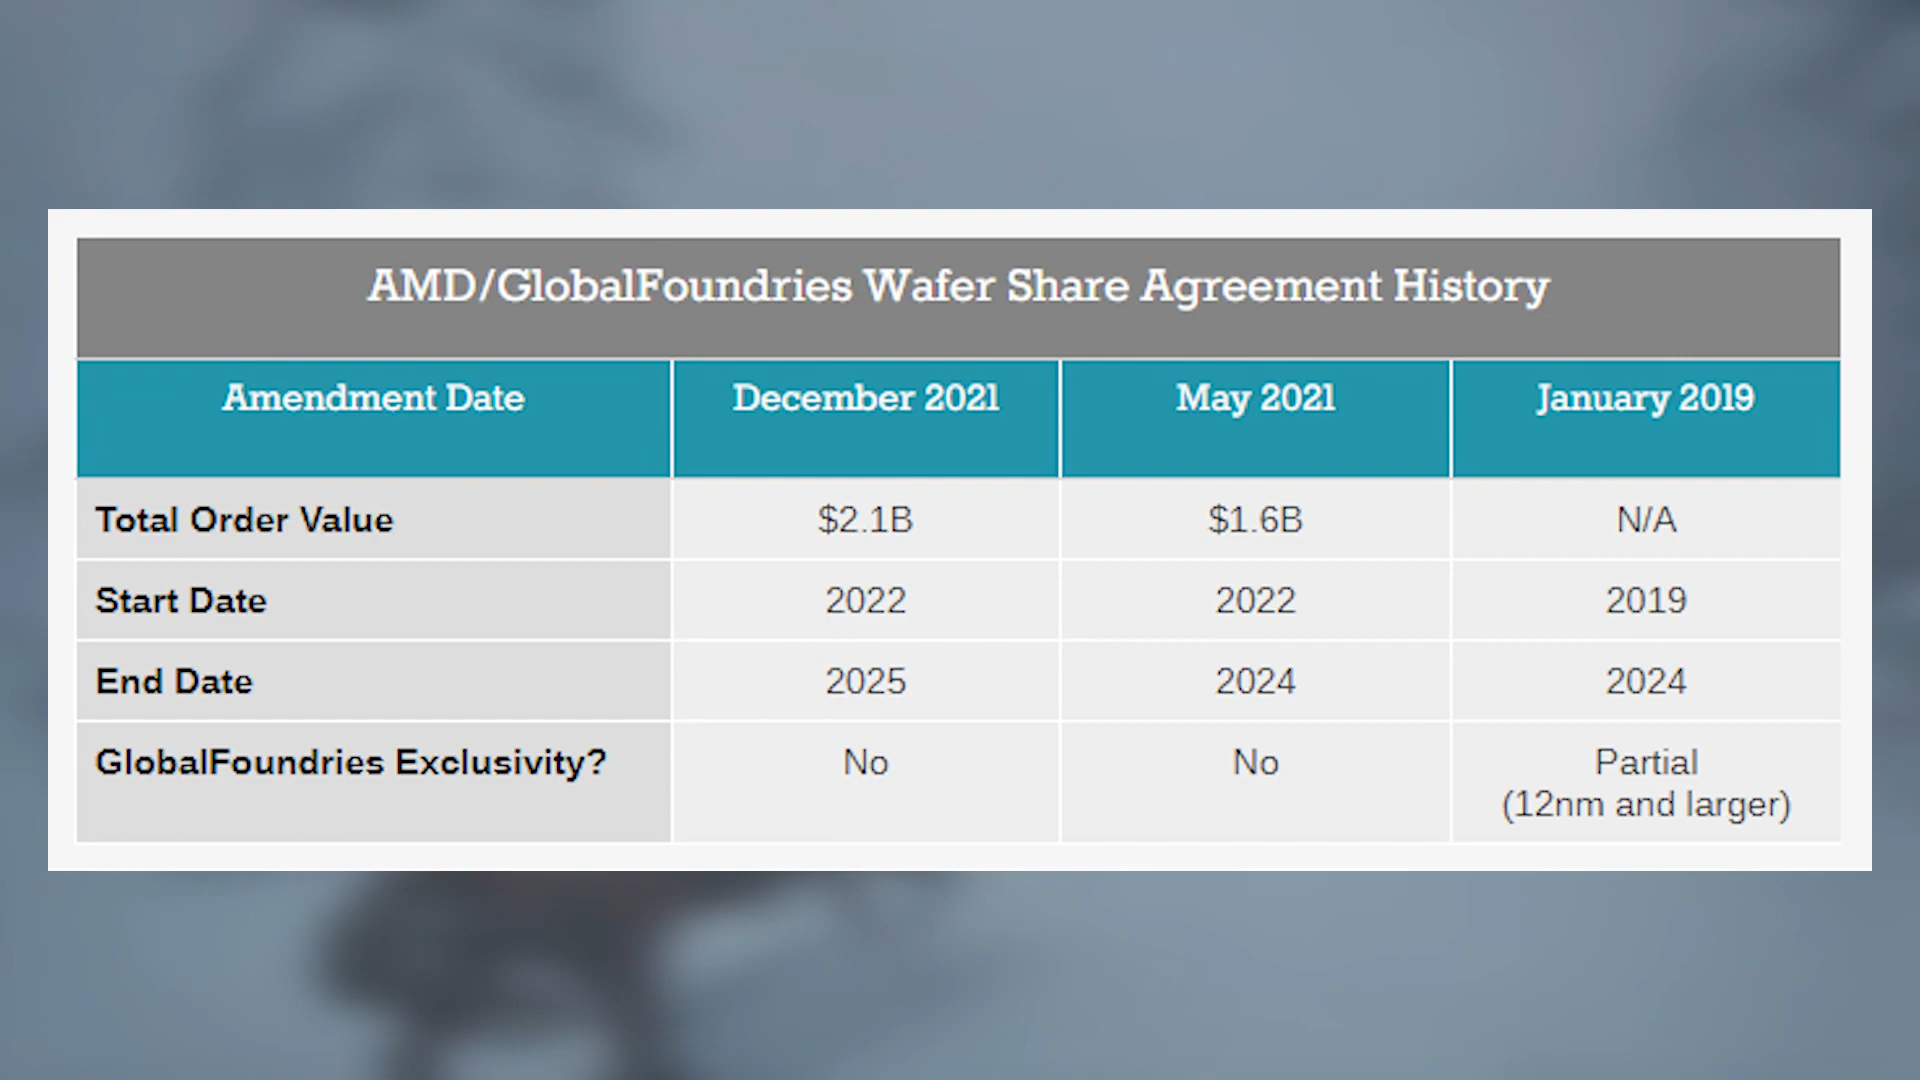 AMD/GlobalFoundries Wafer Share Agreement History
Amendment Date December 2021 May 2021 January 2019
Total Order Value $2.1B $1.6B N/A
Start Date 2022 2022 2019
End Date 2025 2024 2024
GlobalFoundries Exclusivity? No No Partial
(12nm and larger)